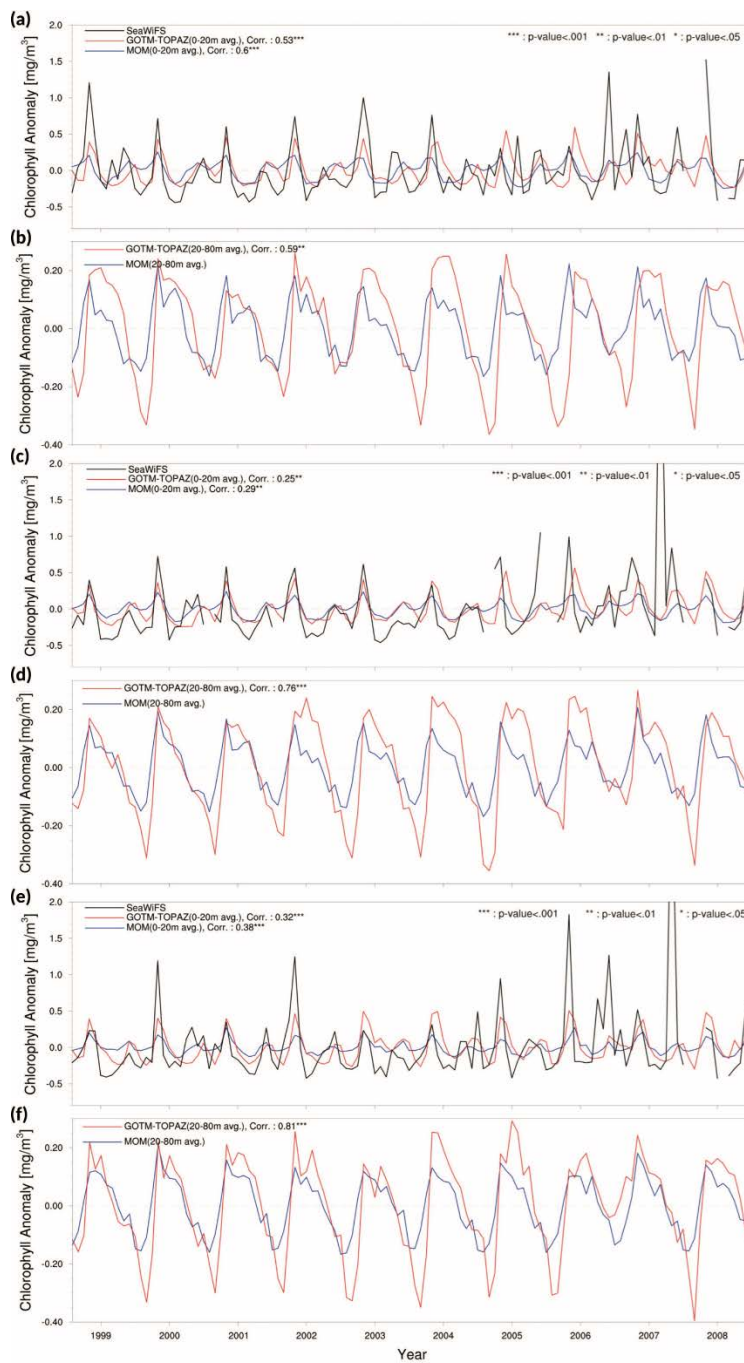 (a)
2.0
SeaWiFS
GOTM-TOPAZ(0-20m avg.), Corr. : 0.53***
MOM(0-20m avg.), Corr. : 0.6***
*** : p-value<.001 ** : p-value<.01 * : p-value<.05
1.5
1.0
0.5
0.0
-0.5
Chlorophyll Anomaly [mg/m³]
(b)
GOTM-TOPAZ(20-80m avg.), Corr. : 0.59**
MOM(20-80m avg.)
0.20
0.00
-0.20
-0.40
Chlorophyll Anomaly [mg/m³]
(c)
2.0
SeaWiFS
GOTM-TOPAZ(0-20m avg.), Corr. : 0.25**
MOM(0-20m avg.), Corr. : 0.29**
*** : p-value<.001 ** : p-value<.01 * : p-value<.05
1.5
1.0
0.5
0.0
-0.5
Chlorophyll Anomaly [mg/m³]
(d)
GOTM-TOPAZ(20-80m avg.), Corr. : 0.76***
MOM(20-80m avg.)
0.20
0.00
-0.20
-0.40
Chlorophyll Anomaly [mg/m³]
(e)
2.0
SeaWiFS
GOTM-TOPAZ(0-20m avg.), Corr. : 0.32***
MOM(0-20m avg.), Corr. : 0.38***
*** : p-value<.001 ** : p-value<.01 * : p-value<.05
1.5
1.0
0.5
0.0
-0.5
Chlorophyll Anomaly [mg/m³]
(f)
GOTM-TOPAZ(20-80m avg.), Corr. : 0.81***
MOM(20-80m avg.)
0.20
0.00
-0.20
-0.40
Chlorophyll Anomaly [mg/m³]
1999 2000 2001 2002 2003 2004 2005 2006 2007 2008
Year